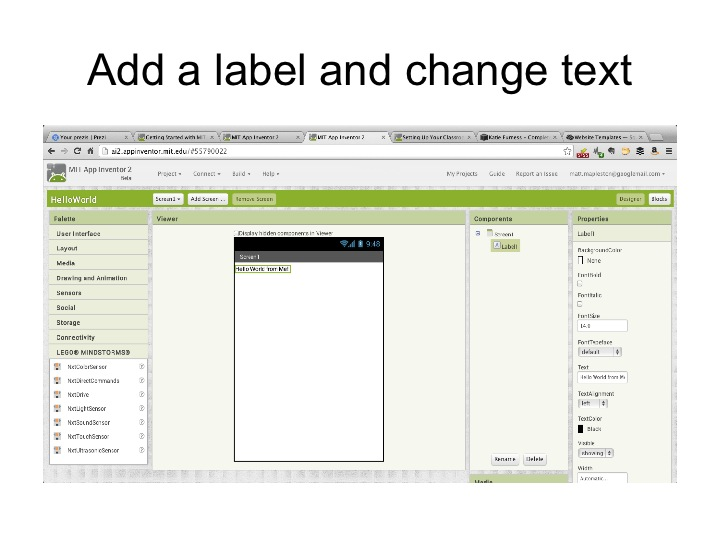 Add a label and change text
Your prezis | Prezi
Getting Started with MIT
MIT App Inventor 2
MIT App Inventor 2
Setting Up Your Classro
Katie Furness - Complex
Website Templates
ai2.appinventor.mit.edu/#55790022
MIT App Inventor 2
Beta
Project Connect Build Help
My Projects Guide Report an Issue matt.mapleston@googlemail.com
HelloWorld
Screen1 Add Screen ... Remove Screen
Designer Blocks
Palette
User Interface
Layout
Media
Drawing and Animation
Sensors
Social
Storage
Connectivity
LEGO® MINDSTORMS®
NxtColorSensor
NxtDirectCommands
NxtDrive
NxtLightSensor
NxtSoundSensor
NxtTouchSensor
NxtUltrasonicSensor
Viewer
Display hidden components in Viewer
9:48
Screen1
Hello World from Me!
Components
Screen1
Label1
Rename Delete
Media
Properties
Label1
BackgroundColor
None
FontBold
FontItalic
FontSize
14.0
FontTypeface
default
Text
Hello World from Me
TextAlignment
left
TextColor
Black
Visible
showing
Width
Automatic...